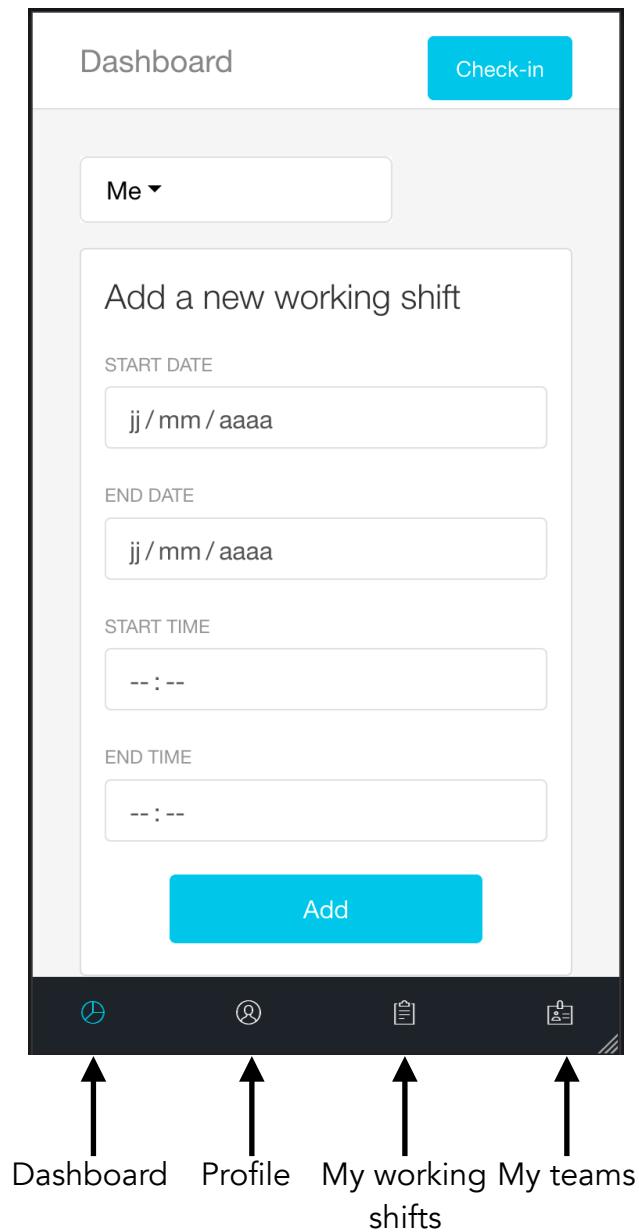 Dashboard
Check-in
Me
Add a new working shift
START DATE
jj/mm/aaaa
END DATE
jj/mm/aaaa
START TIME
--:--
END TIME
--:--
Add
Dashboard Profile My working My teams
shifts